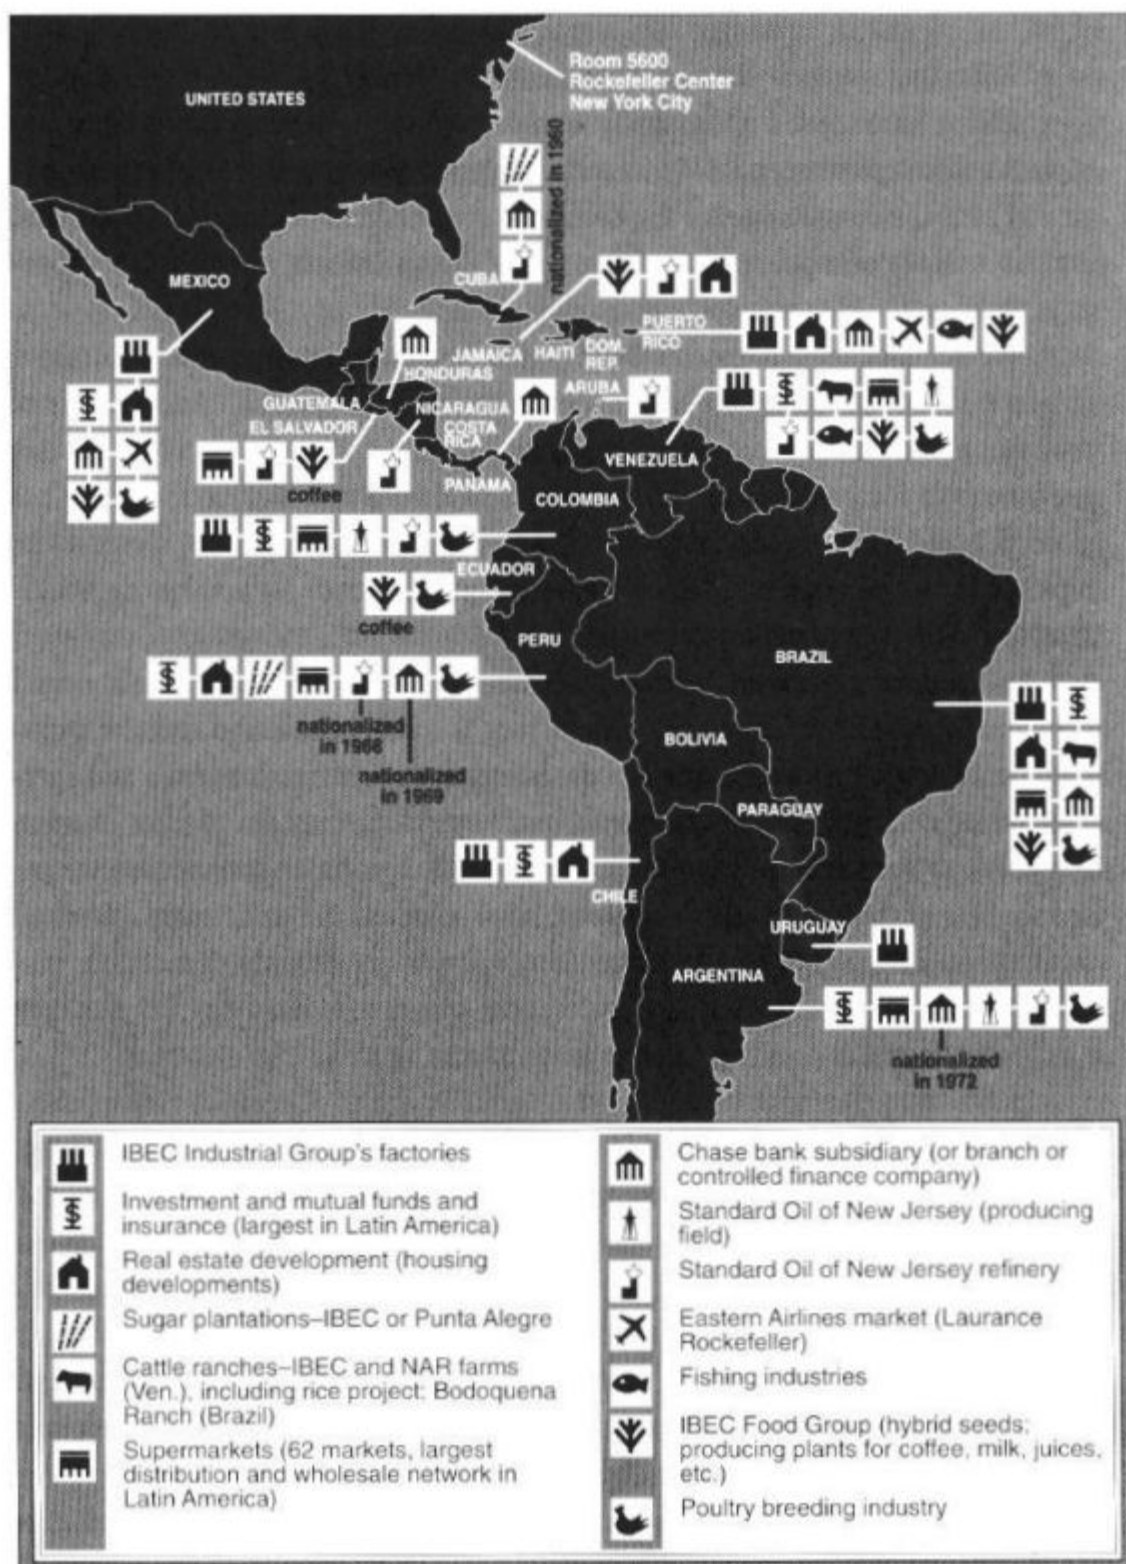 Room 5600
Rockefeller Center
New York City
UNITED STATES
nationalized in 1960
MEXICO
CUBA
JAMAICA
HAITI
DOM.
REP.
PUERTO
RICO
HONDURAS
GUATEMALA
EL SALVADOR
NICARAGUA
COSTA
RICA
ARUBA
PANAMA
VENEZUELA
coffee
COLOMBIA
ECUADOR
coffee
PERU
BRAZIL
nationalized
in 1968
nationalized
in 1969
BOLIVIA
PARAGUAY
CHILE
URUGUAY
ARGENTINA
nationalized
in 1972
IBEC Industrial Group's factories
Investment and mutual funds and
insurance (largest in Latin America)
Real estate development (housing
developments)
Sugar plantations–IBEC or Punta Alegre
Cattle ranches–IBEC and NAR farms
(Ven.), including rice project; Bodoquena
Ranch (Brazil)
Supermarkets (62 markets, largest
distribution and wholesale network in
Latin America)
Chase bank subsidiary (or branch or
controlled finance company)
Standard Oil of New Jersey (producing
field)
Standard Oil of New Jersey refinery
Eastern Airlines market (Laurance
Rockefeller)
Fishing industries
IBEC Food Group (hybrid seeds;
producing plants for coffee, milk, juices,
etc.)
Poultry breeding industry